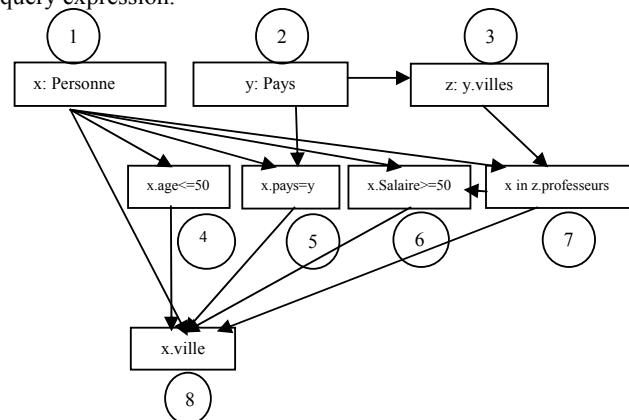 query expression.
1
2
3
x: Personne
y: Pays
z: y.villes
x.age<=50
x.pays=y
x.Salaire>=50
x in z.professeurs
4
5
6
7
x.ville
8